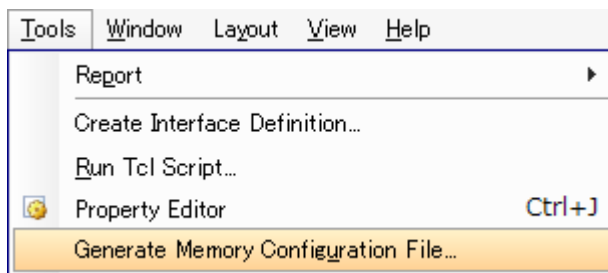 Tools Window Layout View Help
Report
Create Interface Definition...
Run Tcl Script...
Property Editor Ctrl+J
Generate Memory Configuration File...